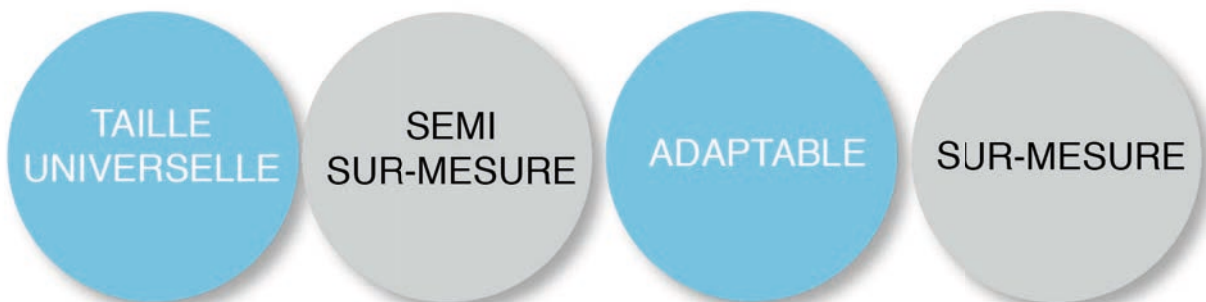 TAILLE
UNIVERSELLE
SEMI
SUR-MESURE
ADAPTABLE
SUR-MESURE